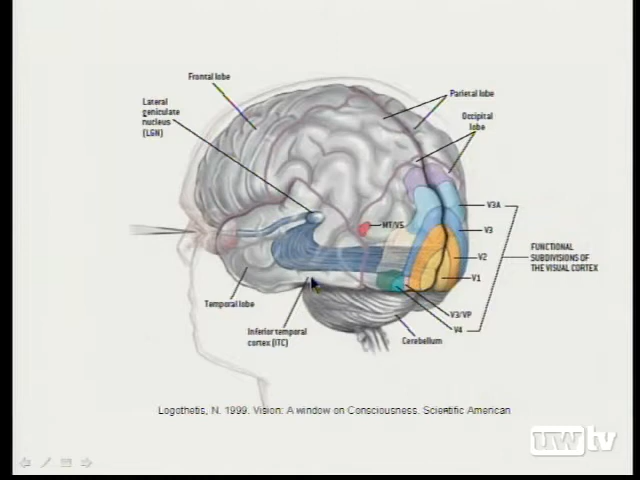 Frontal lobe
Lateral
geniculate
nucleus
(LGN)
Parietal lobe
Occipital
lobe
MT/V5
V3A
V3
V2
V1
FUNCTIONAL
SUBDIVISIONS
OF THE VISUAL CORTEX
V3/VP
V4
Temporal lobe
Inferior temporal
cortex (ITC)
Cerebellum
Logothetis, N. 1999. Vision: A window on Consciousness. Scientific American
uwtv